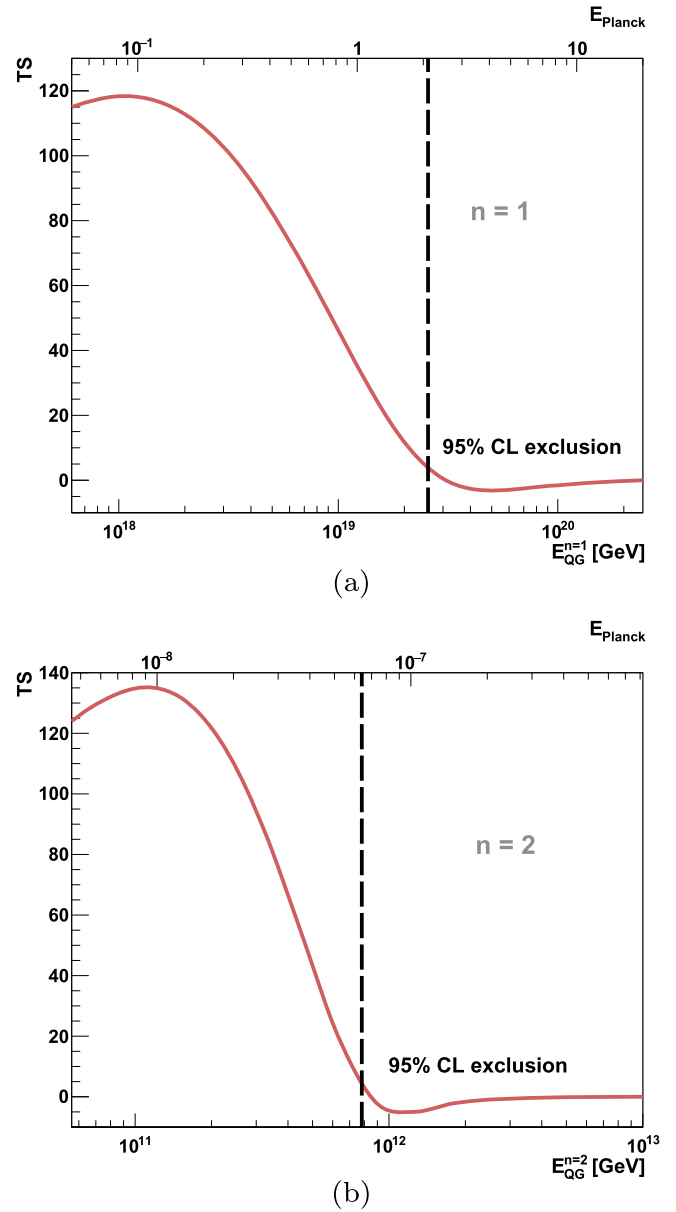 E_Planck
10^−1 1 10
TS
120
100
80
60
40
20
0
n = 1
95% CL exclusion
10^18 10^19 10^20
E_QG^n=1 [GeV]
(a)
E_Planck
10^−8 10^−7
TS
140
120
100
80
60
40
20
0
n = 2
95% CL exclusion
10^11 10^12 10^13
E_QG^n=2 [GeV]
(b)